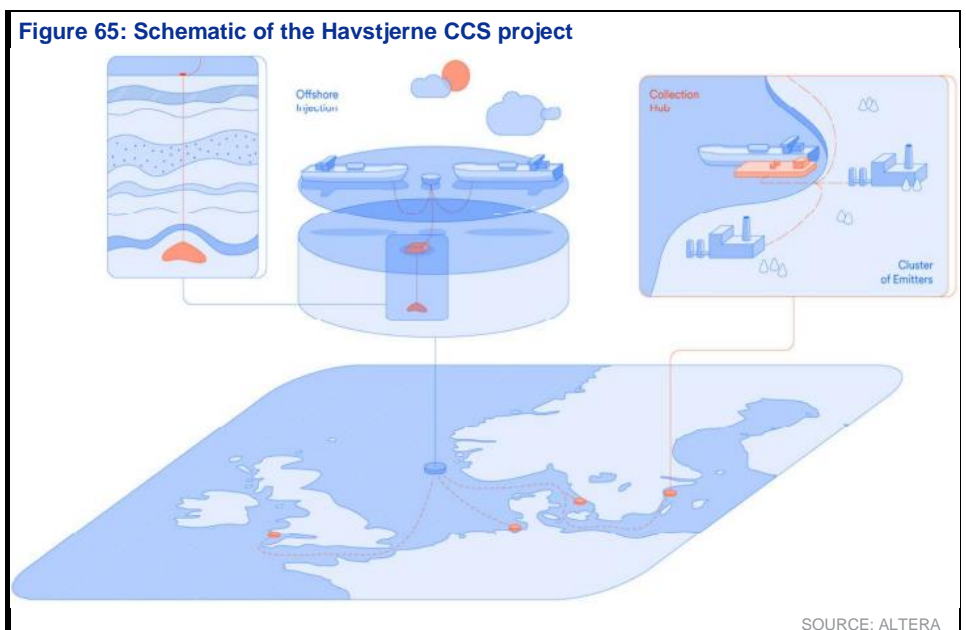 Figure 65: Schematic of the Havstjerne CCS project
Offshore
Injection
Collection
Hub
Cluster
of Emitters
SOURCE: ALTERA